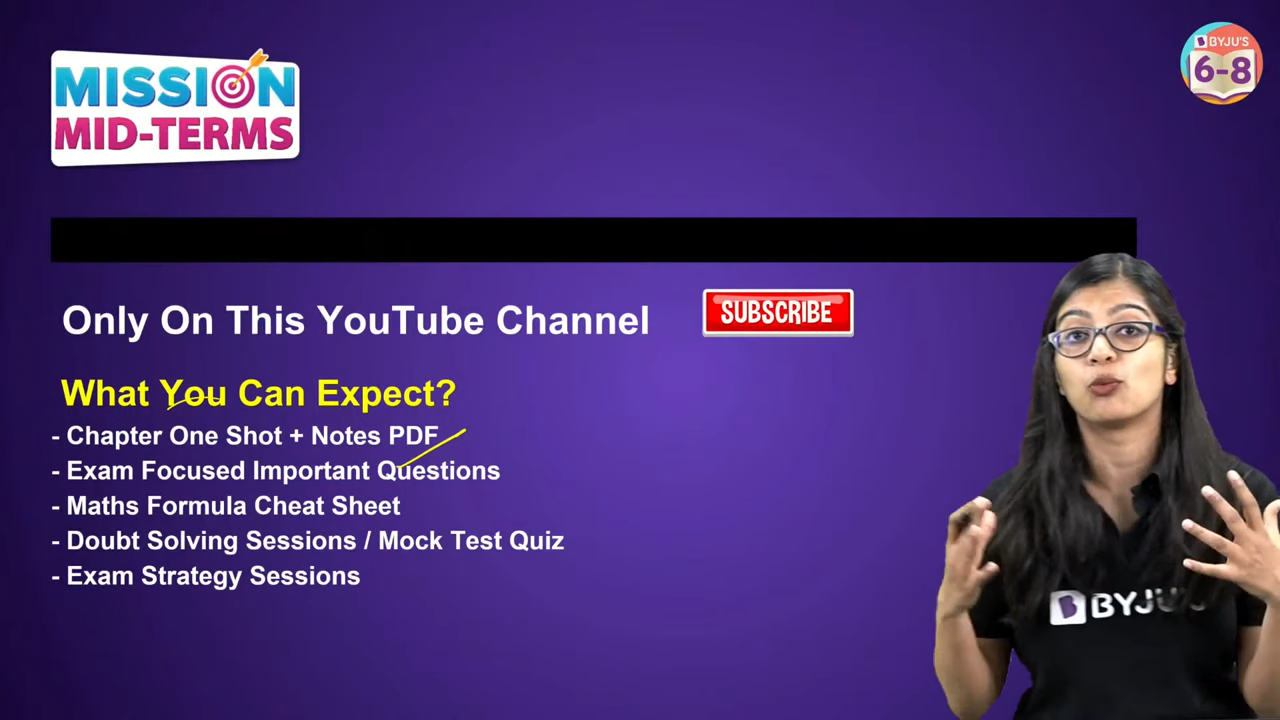 MISSION
MID-TERMS
BYJU'S
6-8
Only On This YouTube Channel
SUBSCRIBE
What You Can Expect?
- Chapter One Shot + Notes PDF
- Exam Focused Important Questions
- Maths Formula Cheat Sheet
- Doubt Solving Sessions / Mock Test Quiz
- Exam Strategy Sessions
BYJU'S